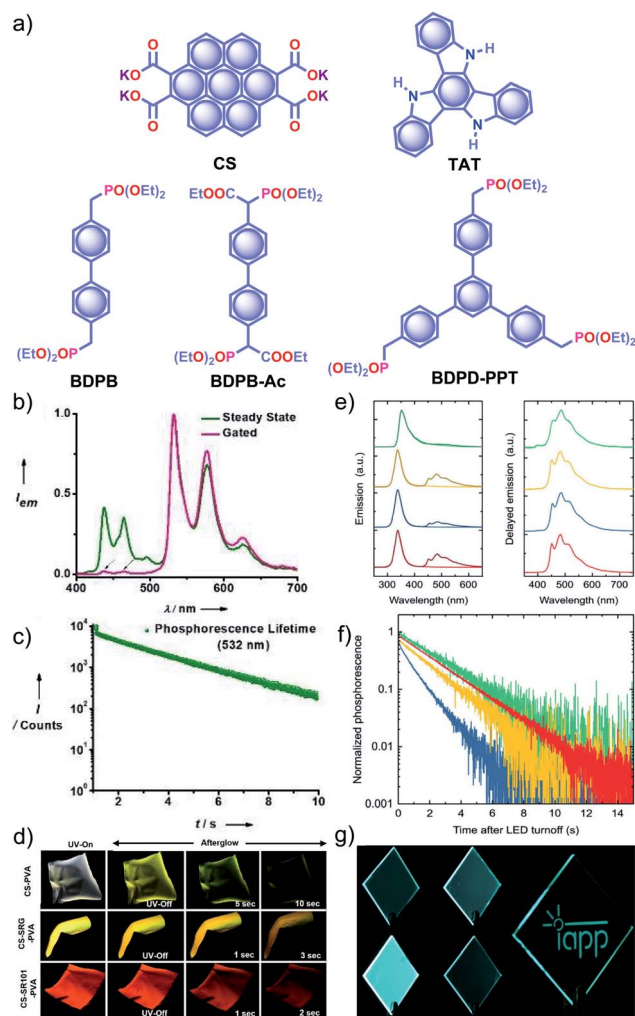 a)
O O
KO OK
KO OK
O O
CS
N-H
H-N
N
H
TAT
PO(OEt)2
(EtO)2OP
BDPB
EtOOC PO(OEt)2
(EtO)2OP COOEt
BDPB-Ac
PO(OEt)2
(OEt)2OP
PO(OEt)2
BDPD-PPT
b)
1.0
0.5
0.0
Iem
Steady State
Gated
400 500 600 700
λ / nm
c)
10^4
10^3
10^2
10^1
10^0
I
/ Counts
Phosphorescence Lifetime
(532 nm)
2 4 6 8 10
t / s
d)
UV-On Afterglow
CS-PVA
UV-Off 5 sec 10 sec
CS-SRG
-PVA
UV-Off 1 sec 3 sec
CS-SR101
-PVA
UV-Off 1 sec 2 sec
e)
Emission (a.u.)
300 400 500 600
Wavelength (nm)
Delayed emission (a.u.)
350 450 550 650 750
Wavelength (nm)
f)
Normalized phosphorescence
1
0.1
0.01
0.001
0 2 4 6 8 10 12 14
Time after LED turnoff (s)
g)
iapp